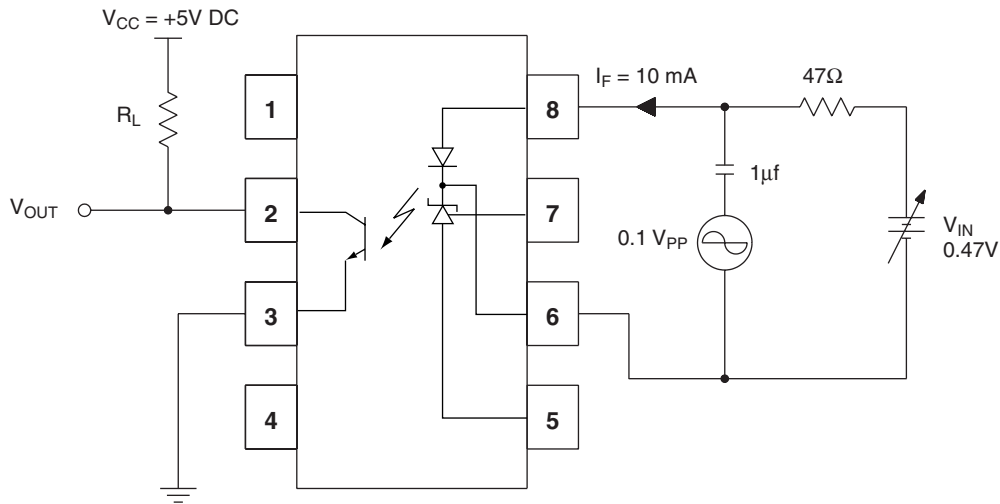 V_CC = +5V DC
R_L
V_OUT
1
2
3
4
8
7
6
5
I_F = 10 mA
47Ω
1μf
0.1 V_PP
V_IN
0.47V